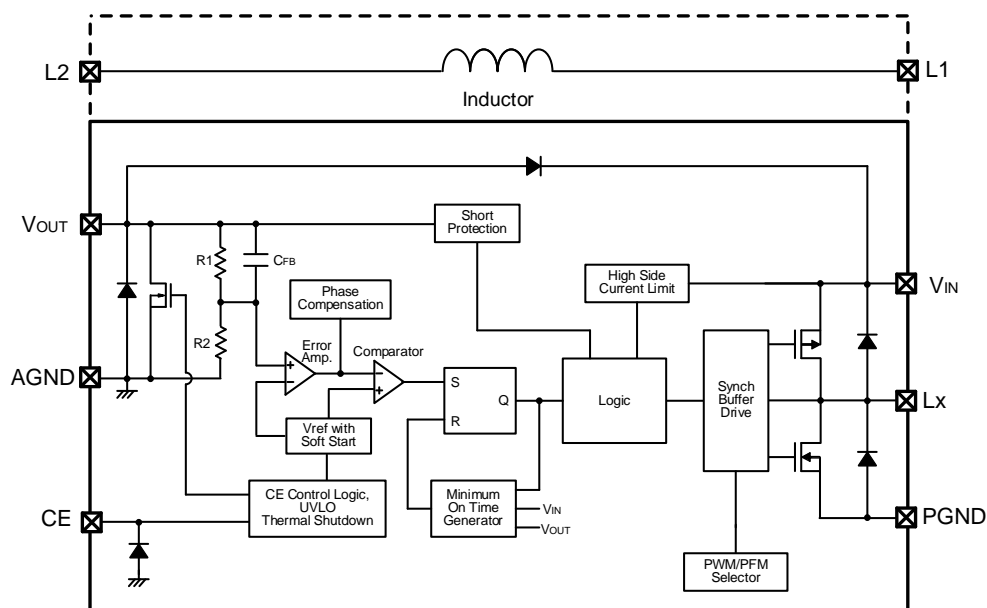 L2
L1
Inductor
VOUT
Short
Protection
R1
CFB
High Side
Current Limit
VIN
Phase
Compensation
R2
Error
Amp.
Comparator
+
−
−
+
AGND
S
Q
R
Logic
Synch
Buffer
Drive
Lx
Vref with
Soft Start
CE Control Logic,
UVLO
Thermal Shutdown
Minimum
On Time
Generator
VIN
VOUT
CE
PGND
PWM/PFM
Selector